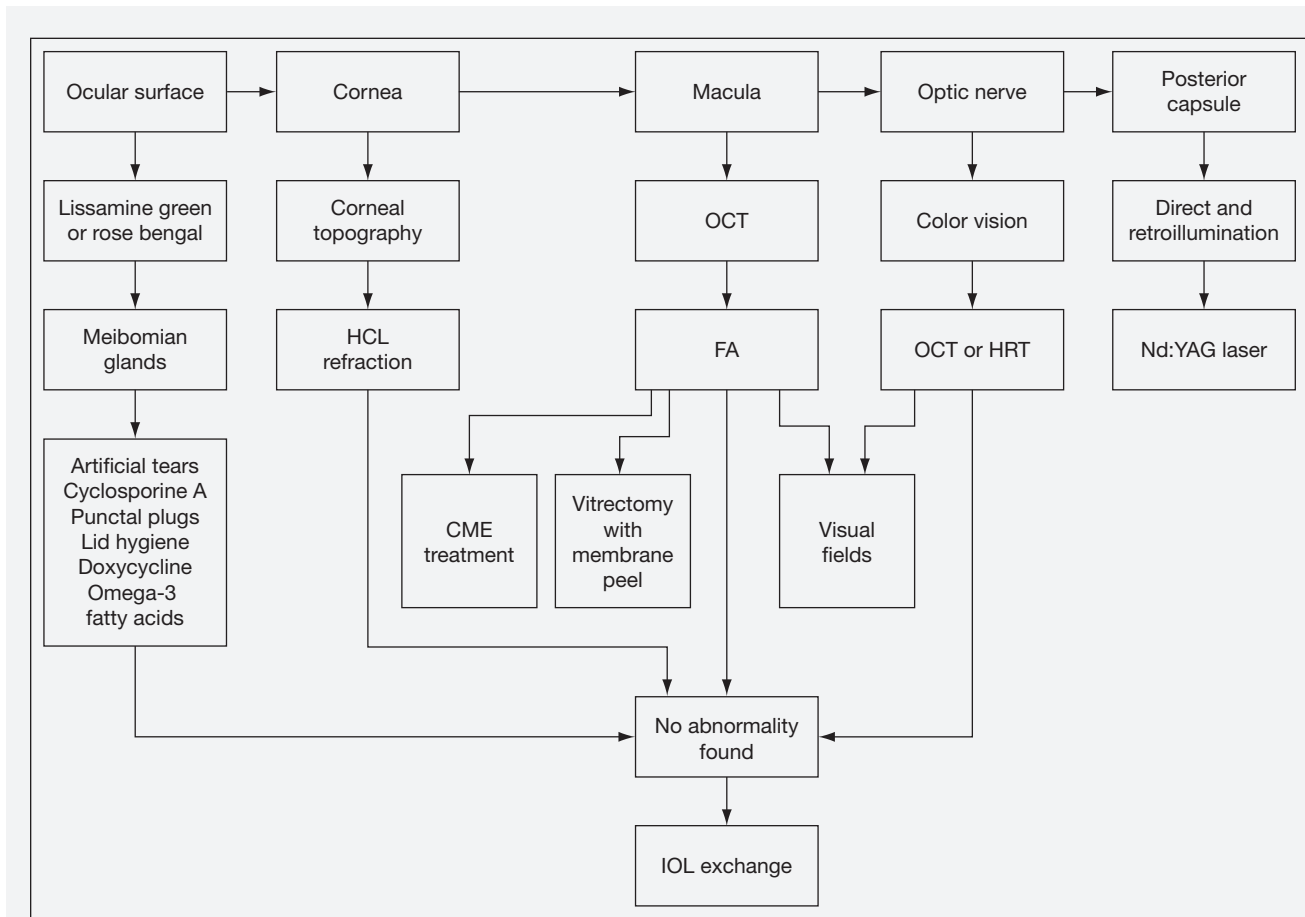 Ocular surface
Cornea
Macula
Optic nerve
Posterior
capsule
Lissamine green
or rose bengal
Corneal
topography
OCT
Color vision
Direct and
retroillumination
Meibomian
glands
HCL
refraction
FA
OCT or HRT
Nd:YAG laser
Artificial tears
Cyclosporine A
Punctal plugs
Lid hygiene
Doxycycline
Omega-3
fatty acids
CME
treatment
Vitrectomy
with
membrane
peel
Visual
fields
No abnormality
found
IOL exchange